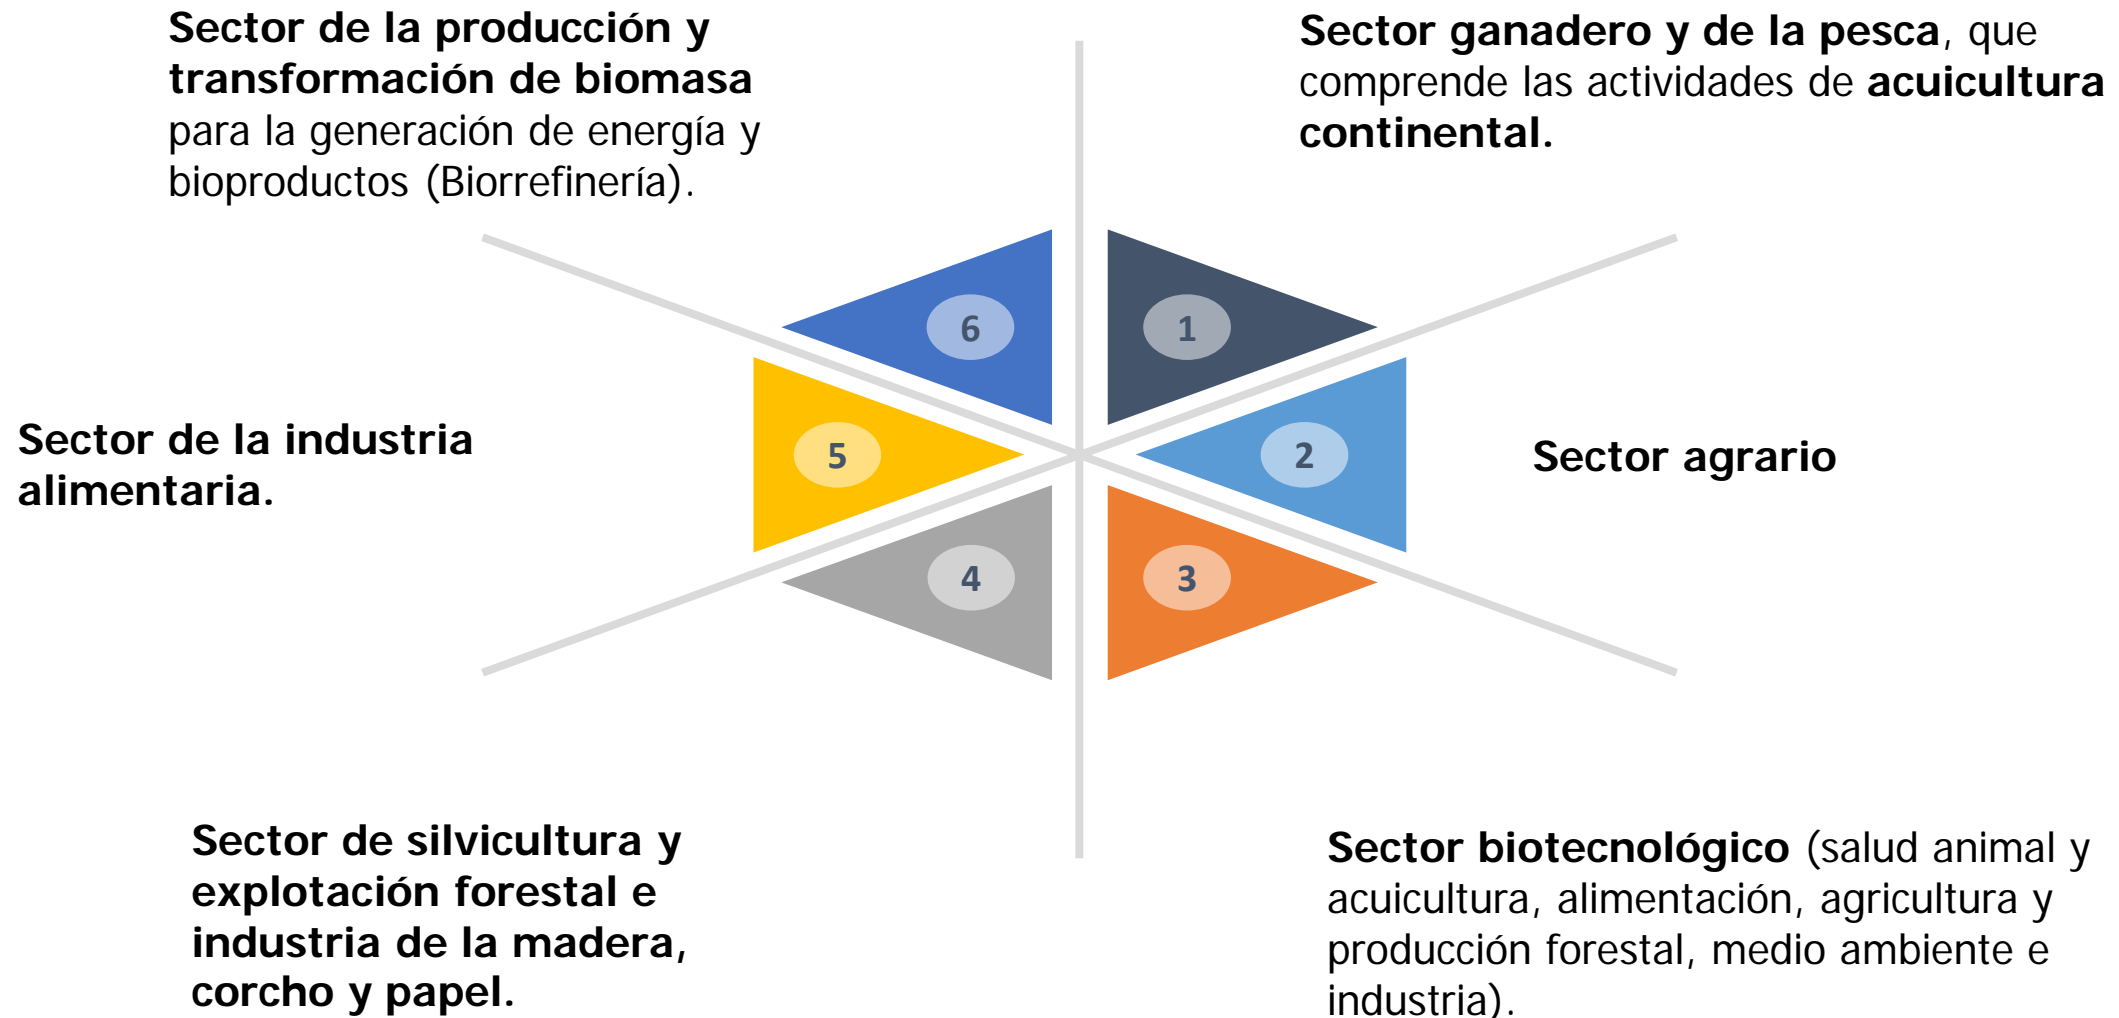 Sector de la producción y
transformación de biomasa
para la generación de energía y
bioproductos (Biorrefinería).
Sector ganadero y de la pesca, que
comprende las actividades de acuicultura
continental.
6
1
Sector de la industria
alimentaria.
5
2
Sector agrario
4
3
Sector de silvicultura y
explotación forestal e
industria de la madera,
corcho y papel.
Sector biotecnológico (salud animal y
acuicultura, alimentación, agricultura y
producción forestal, medio ambiente e
industria).